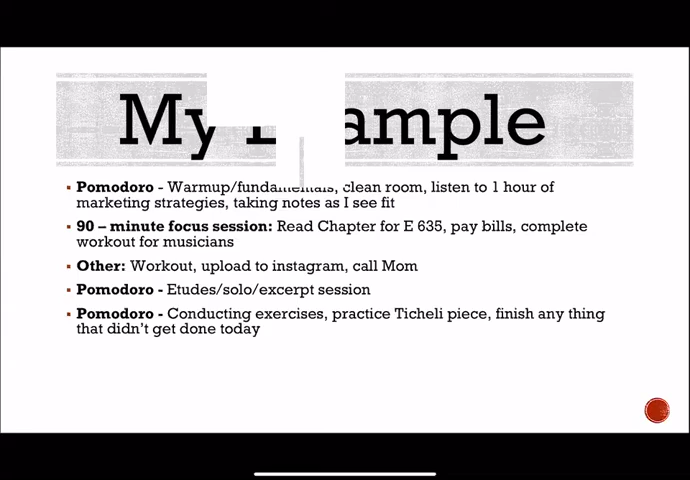 My ample
▪ Pomodoro - Warmup/fundamentals, clean room, listen to 1 hour of
marketing strategies, taking notes as I see fit
▪ 90 – minute focus session: Read Chapter for E 635, pay bills, complete
workout for musicians
▪ Other: Workout, upload to instagram, call Mom
▪ Pomodoro - Etudes/solo/excerpt session
▪ Pomodoro - Conducting exercises, practice Ticheli piece, finish any thing
that didn't get done today